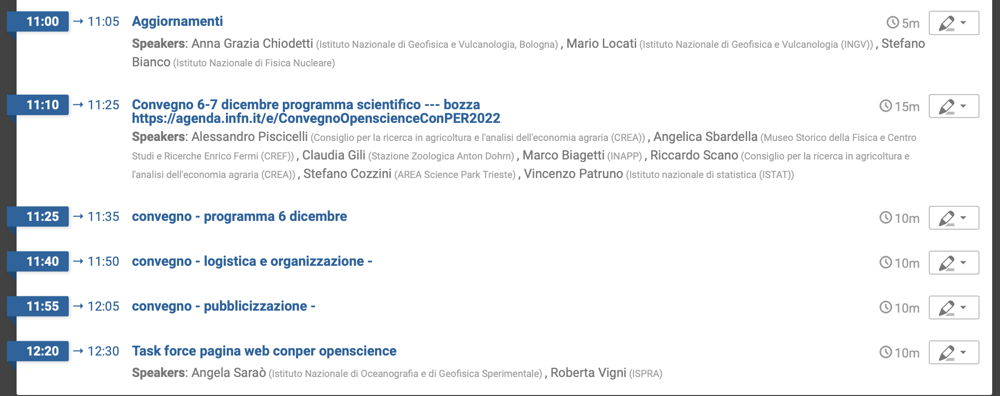 11:00 → 11:05 Aggiornamenti 5m
Speakers: Anna Grazia Chiodetti (Istituto Nazionale di Geofisica e Vulcanologia, Bologna) , Mario Locati (Istituto Nazionale di Geofisica e Vulcanologia (INGV)) , Stefano
Bianco (Istituto Nazionale di Fisica Nucleare)
11:10 → 11:25 Convegno 6-7 dicembre programma scientifico --- bozza 15m
https://agenda.infn.it/e/ConvegnoOpenscienceConPER2022
Speakers: Alessandro Piscicelli (Consiglio per la ricerca in agricoltura e l'analisi dell'economia agraria (CREA)) , Angelica Sbardella (Museo Storico della Fisica e Centro
Studi e Ricerche Enrico Fermi (CREF)) , Claudia Gili (Stazione Zoologica Anton Dohrn) , Marco Biagetti (INAPP) , Riccardo Scano (Consiglio per la ricerca in agricoltura e
l'analisi dell'economia agraria (CREA)) , Stefano Cozzini (AREA Science Park Trieste) , Vincenzo Patruno (Istituto nazionale di statistica (ISTAT))
11:25 → 11:35 convegno - programma 6 dicembre 10m
11:40 → 11:50 convegno - logistica e organizzazione - 10m
11:55 → 12:05 convegno - pubblicizzazione - 10m
12:20 → 12:30 Task force pagina web conper openscience 10m
Speakers: Angela Saraò (Istituto Nazionale di Oceanografia e di Geofisica Sperimentale) , Roberta Vigni (ISPRA)